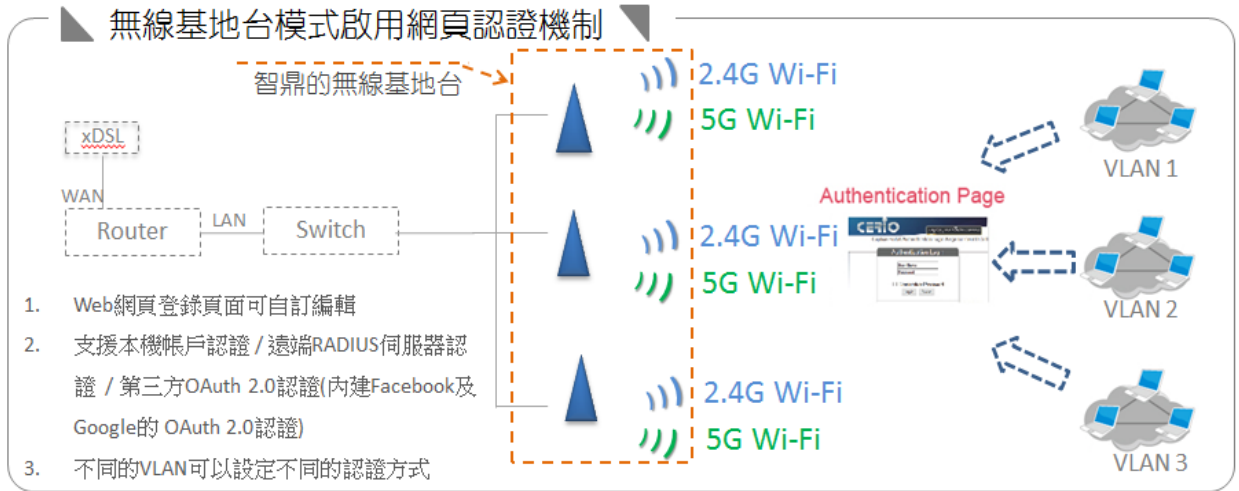 無線基地台模式啟用網頁認證機制
智鼎的無線基地台
xDSL
WAN
Router
LAN
Switch
2.4G Wi-Fi
5G Wi-Fi
2.4G Wi-Fi
5G Wi-Fi
2.4G Wi-Fi
5G Wi-Fi
Authentication Page
CERIO
VLAN 1
VLAN 2
VLAN 3
1. Web網頁登錄頁面可自訂編輯
2. 支援本機帳戶認證 / 遠端RADIUS伺服器認
證 / 第三方OAuth 2.0認證(內建Facebook及
Google的 OAuth 2.0認證)
3. 不同的VLAN可以設定不同的認證方式